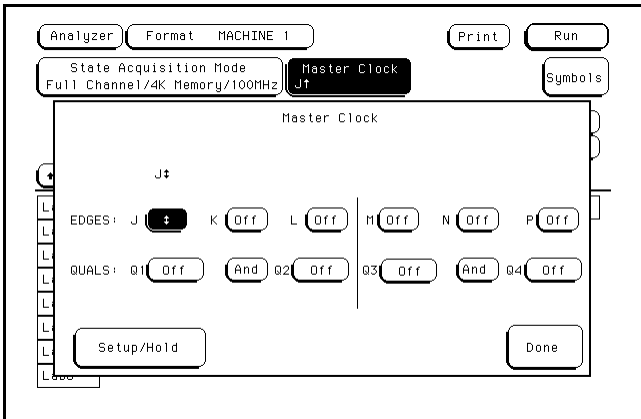 Analyzer Format MACHINE 1 Print Run
State Acquisition Mode
Full Channel/4K Memory/100MHz
Master Clock
J↑
Symbols
Master Clock
J↕
EDGES: J ↕ K Off L Off M Off N Off P Off
QUALS: Q1 Off And Q2 Off Q3 Off And Q4 Off
Setup/Hold Done